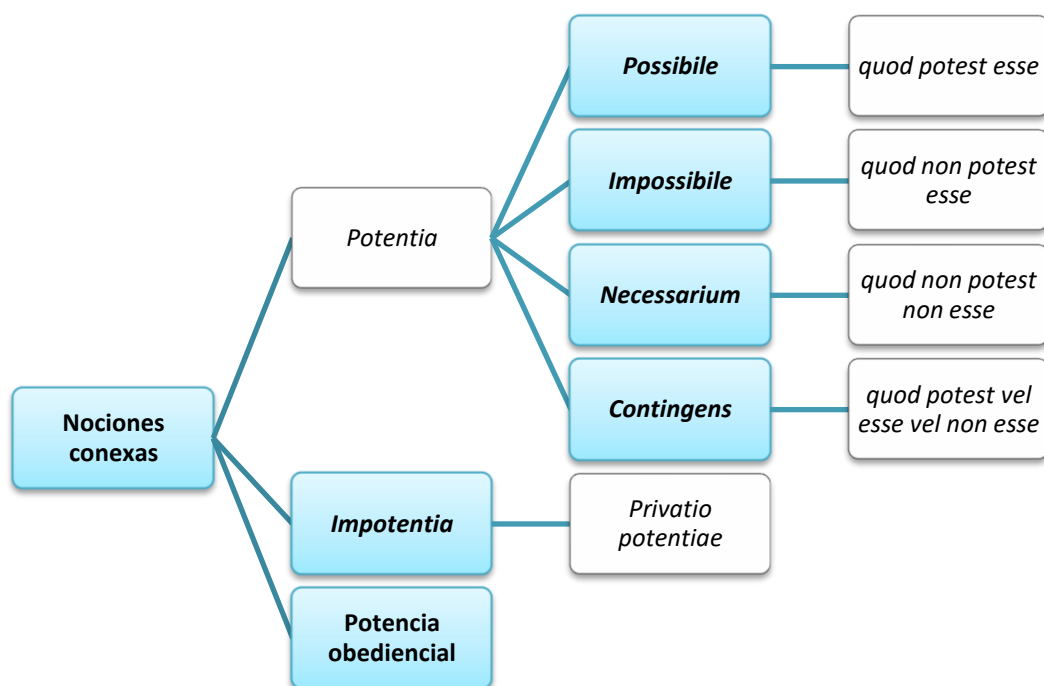 Nociones
conexas
Potentia
Possibile
quod potest esse
Impossibile
quod non potest
esse
Necessarium
quod non potest
non esse
Contingens
quod potest vel
esse vel non esse
Impotentia
Privatio
potentiae
Potencia
obediencial